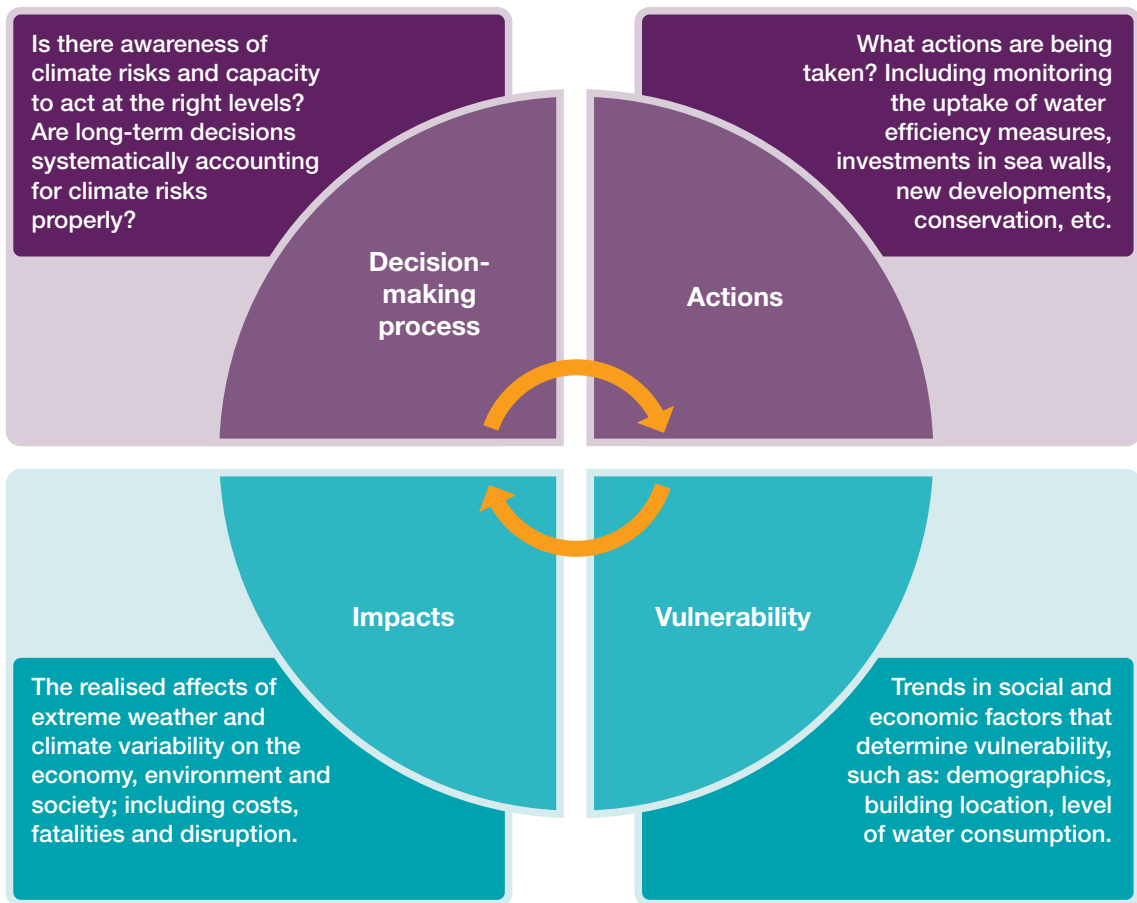 Is there awareness of
climate risks and capacity
to act at the right levels?
Are long-term decisions
systematically accounting
for climate risks
properly?
What actions are being
taken? Including monitoring
the uptake of water
efficiency measures,
investments in sea walls,
new developments,
conservation, etc.
Decision-
making
process
Actions
Impacts
Vulnerability
The realised affects of
extreme weather and
climate variability on the
economy, environment and
society; including costs,
fatalities and disruption.
Trends in social and
economic factors that
determine vulnerability,
such as: demographics,
building location, level
of water consumption.